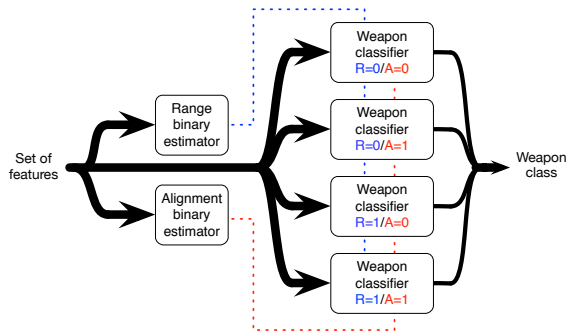 Set of
features
Range
binary
estimator
Alignment
binary
estimator
Weapon
classifier
R=0/A=0
Weapon
classifier
R=0/A=1
Weapon
classifier
R=1/A=0
Weapon
classifier
R=1/A=1
Weapon
class